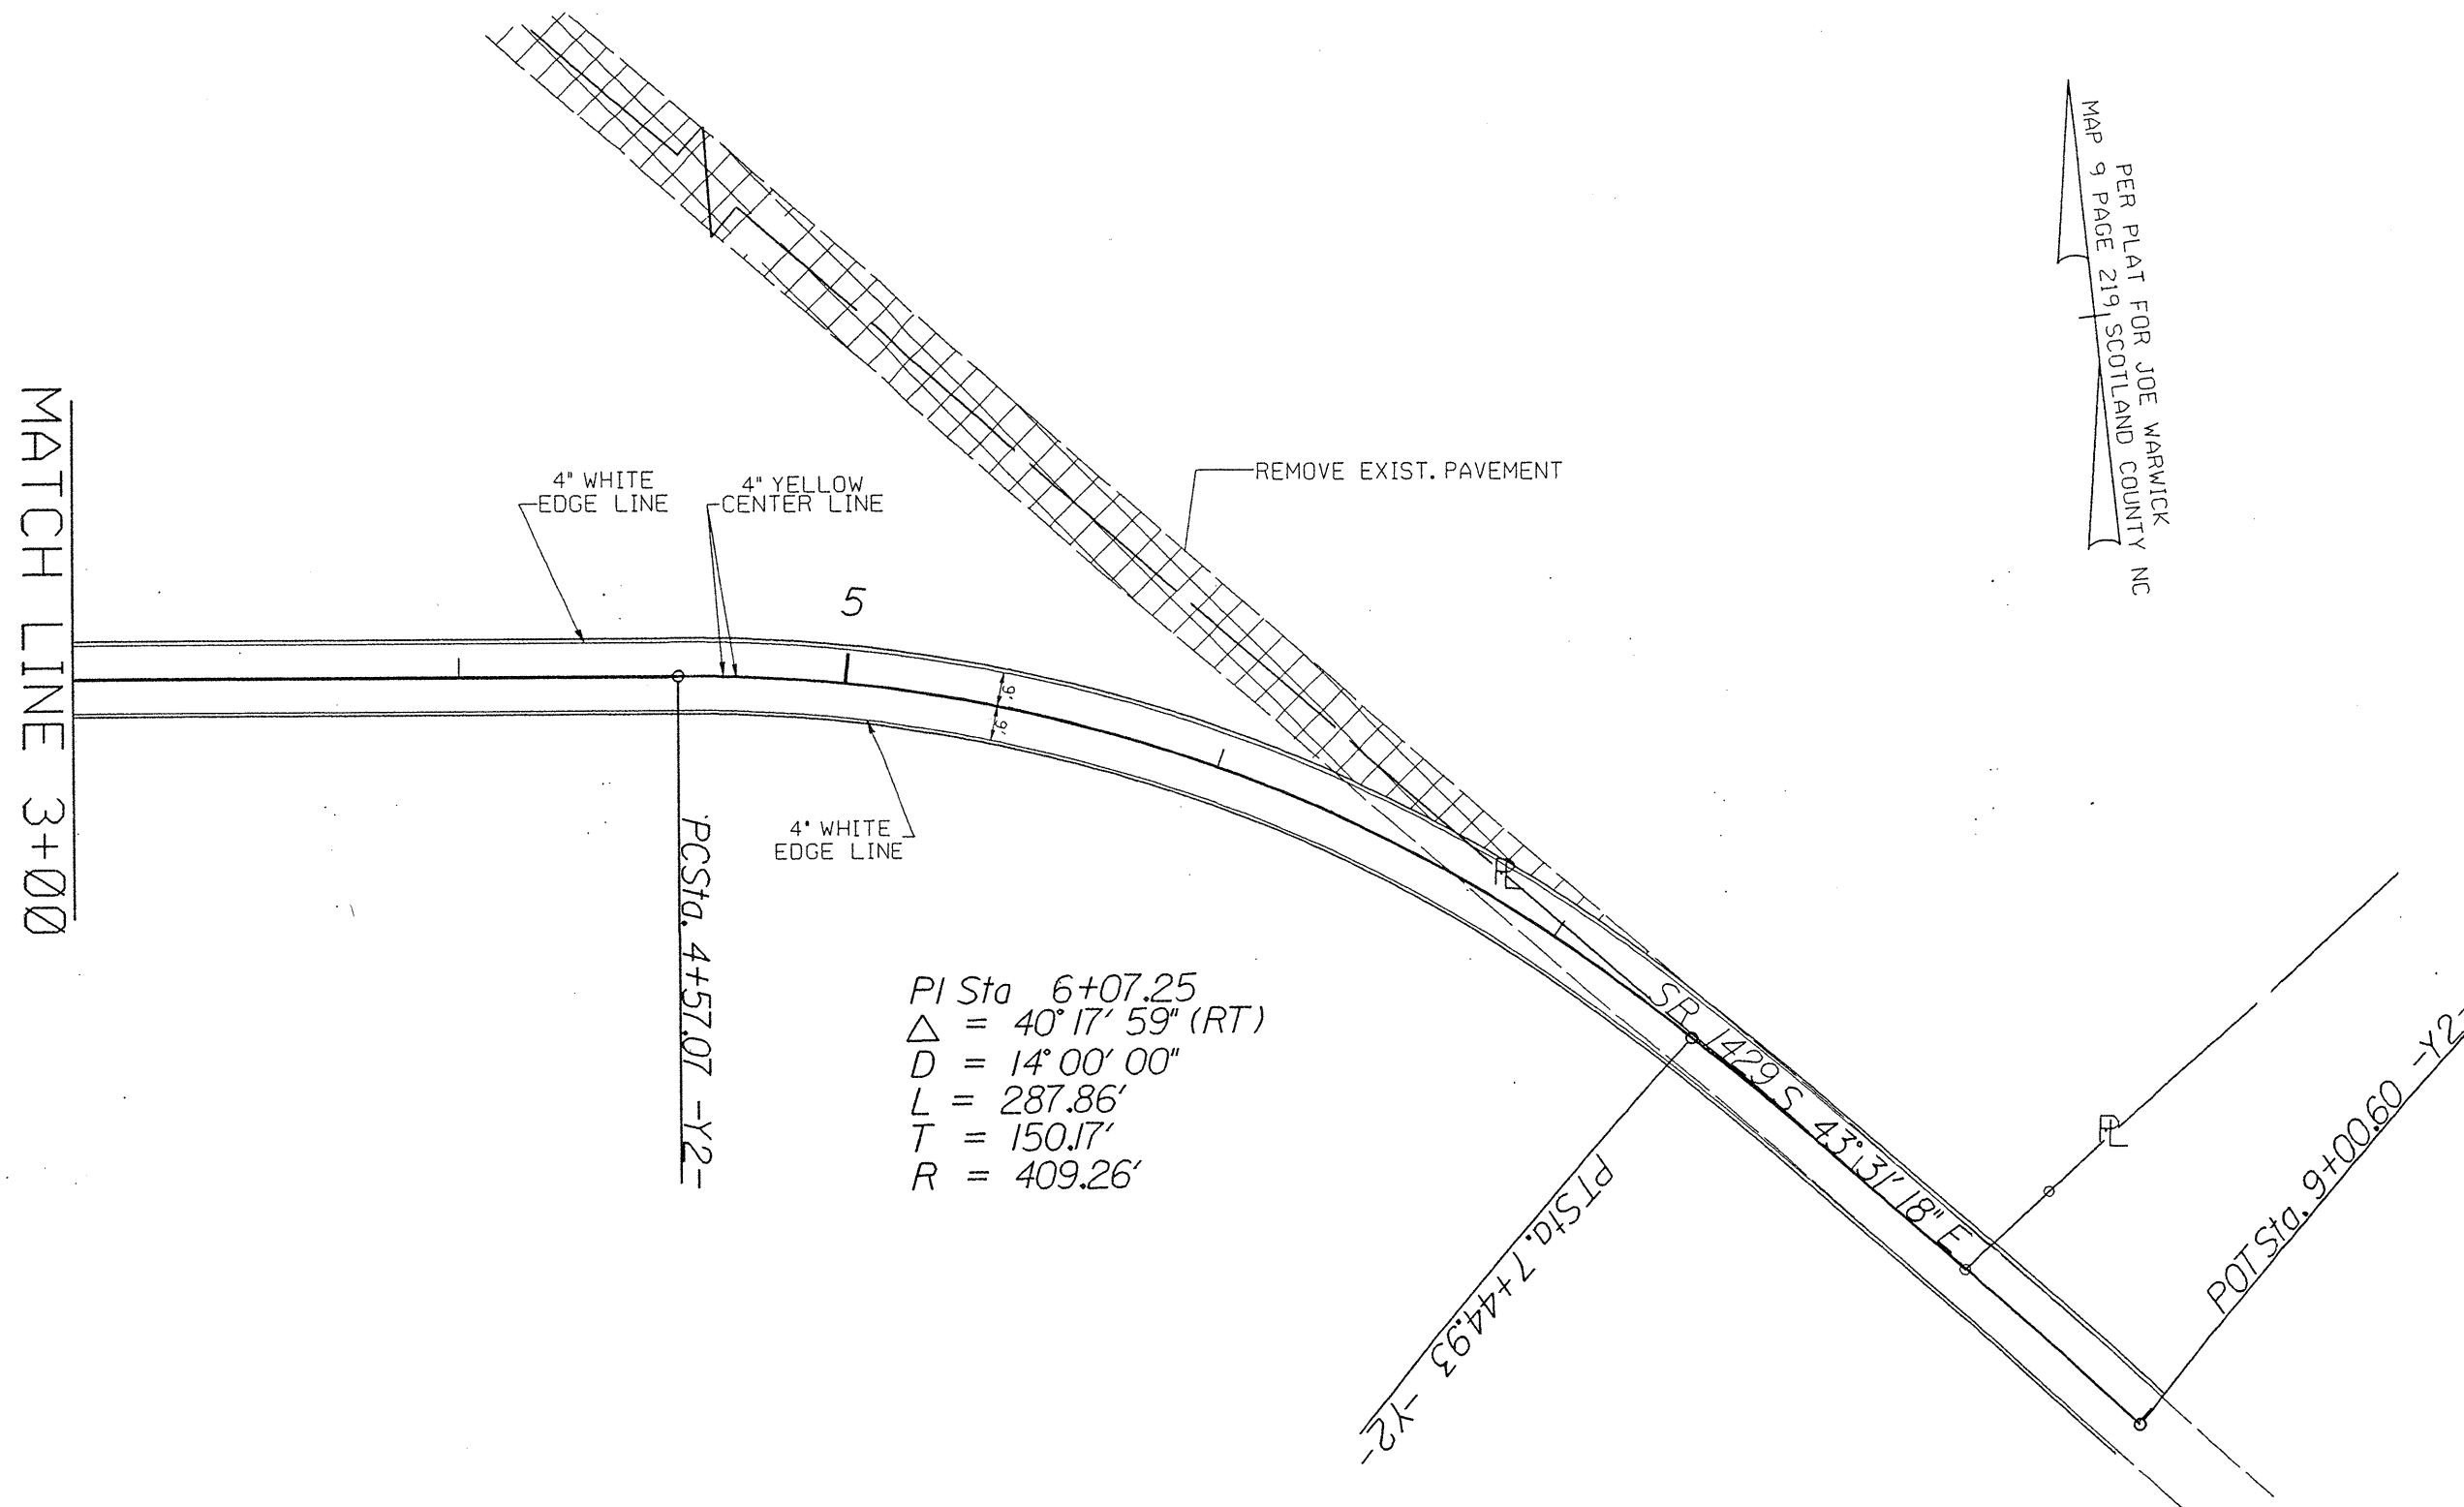 PER PLAT FOR JOE WARWICK
MAP 9 PAGE 219, SCOTLAND COUNTY NC
REMOVE EXIST. PAVEMENT
4" WHITE
EDGE LINE
4" YELLOW
CENTER LINE
5
9'
9'
MATCH LINE 3+00
4" WHITE
EDGE LINE
PCSta. 4+57.07 -Y2-
PI Sta 6+07.25
Δ = 40° 17' 59" (RT)
D = 14° 00' 00"
L = 287.86'
T = 150.17'
R = 409.26'
PL
SR 1429 S 43° 31' 18" E
PTSta. 7+44.93 -Y2-
PL
POTSta. 9+00.60 -Y2-